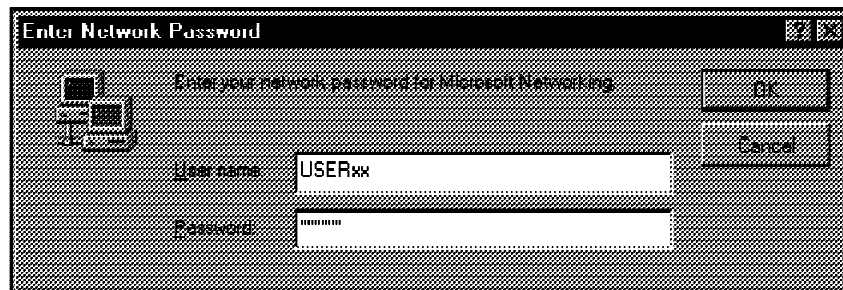 Enter Network Password
Enter your network password for Microsoft Networking.
OK
Cancel
User name: USERxx
Password: """"""